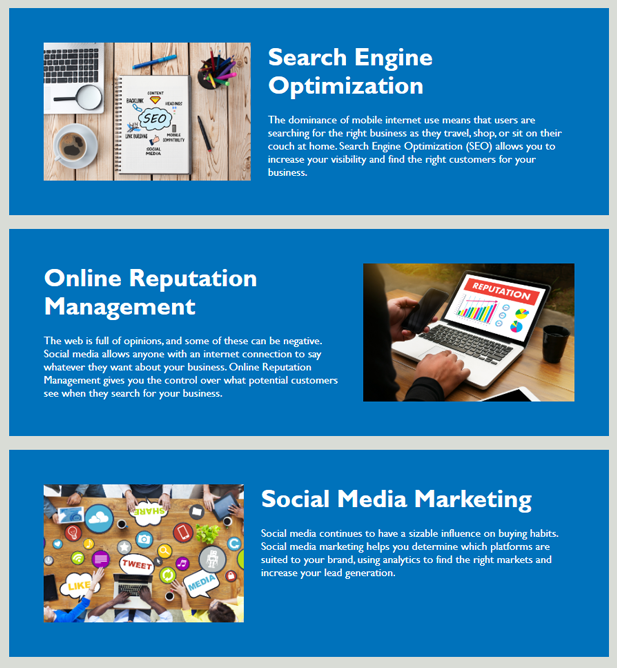 Search Engine
Optimization
The dominance of mobile internet use means that users are
searching for the right business as they travel, shop, or sit on their
couch at home. Search Engine Optimization (SEO) allows you to
increase your visibility and find the right customers for your
business.
CONTENT
BACKLINK
HEADINGS
SEO
LINK BUILDING
MOBILE
COMPATIBILITY
SOCIAL
MEDIA
Online Reputation
Management
The web is full of opinions, and some of these can be negative.
Social media allows anyone with an internet connection to say
whatever they want about your business. Online Reputation
Management gives you the control over what potential customers
see when they search for your business.
REPUTATION
Social Media Marketing
Social media continues to have a sizable influence on buying habits.
Social media marketing helps you determine which platforms are
suited to your brand, using analytics to find the right markets and
increase your lead generation.
SHARE
TWEET
LIKE
MEDIA